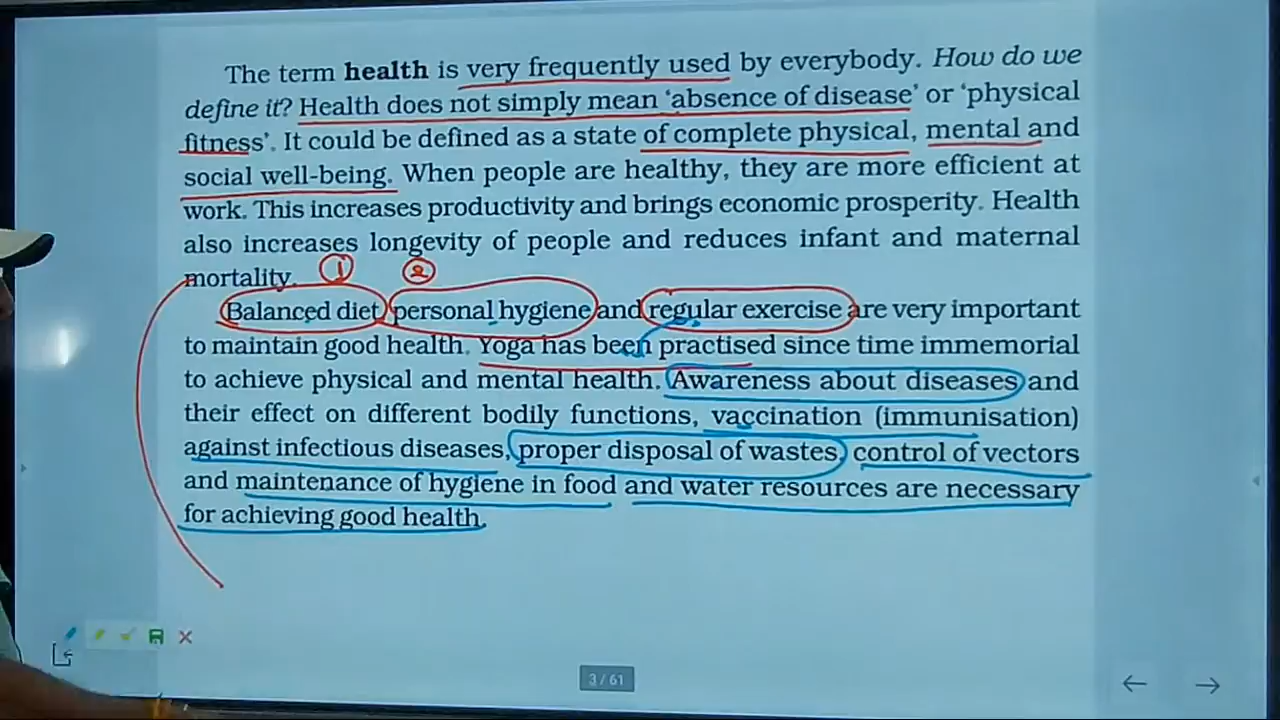 The term health is very frequently used by everybody. How do we
define it? Health does not simply mean ‘absence of disease’ or ‘physical
fitness’. It could be defined as a state of complete physical, mental and
social well-being. When people are healthy, they are more efficient at
work. This increases productivity and brings economic prosperity. Health
also increases longevity of people and reduces infant and maternal
mortality.
1 2
Balanced diet, personal hygiene and regular exercise are very important
to maintain good health. Yoga has been practised since time immemorial
to achieve physical and mental health. Awareness about diseases and
their effect on different bodily functions, vaccination (immunisation)
against infectious diseases, proper disposal of wastes, control of vectors
and maintenance of hygiene in food and water resources are necessary
for achieving good health.
3 / 61